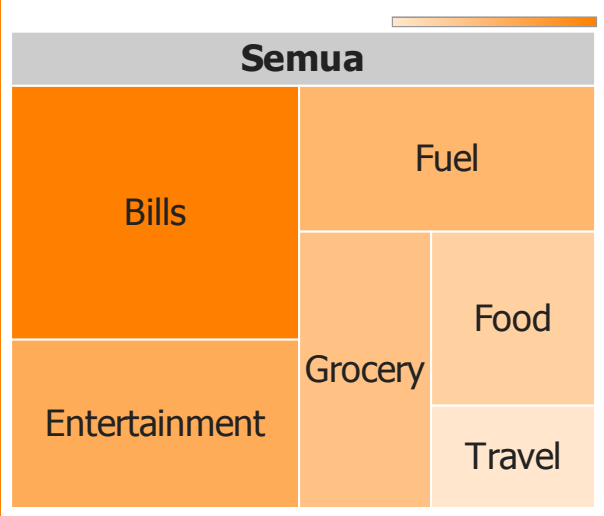 Semua
Bills
Fuel
Entertainment
Grocery
Food
Travel